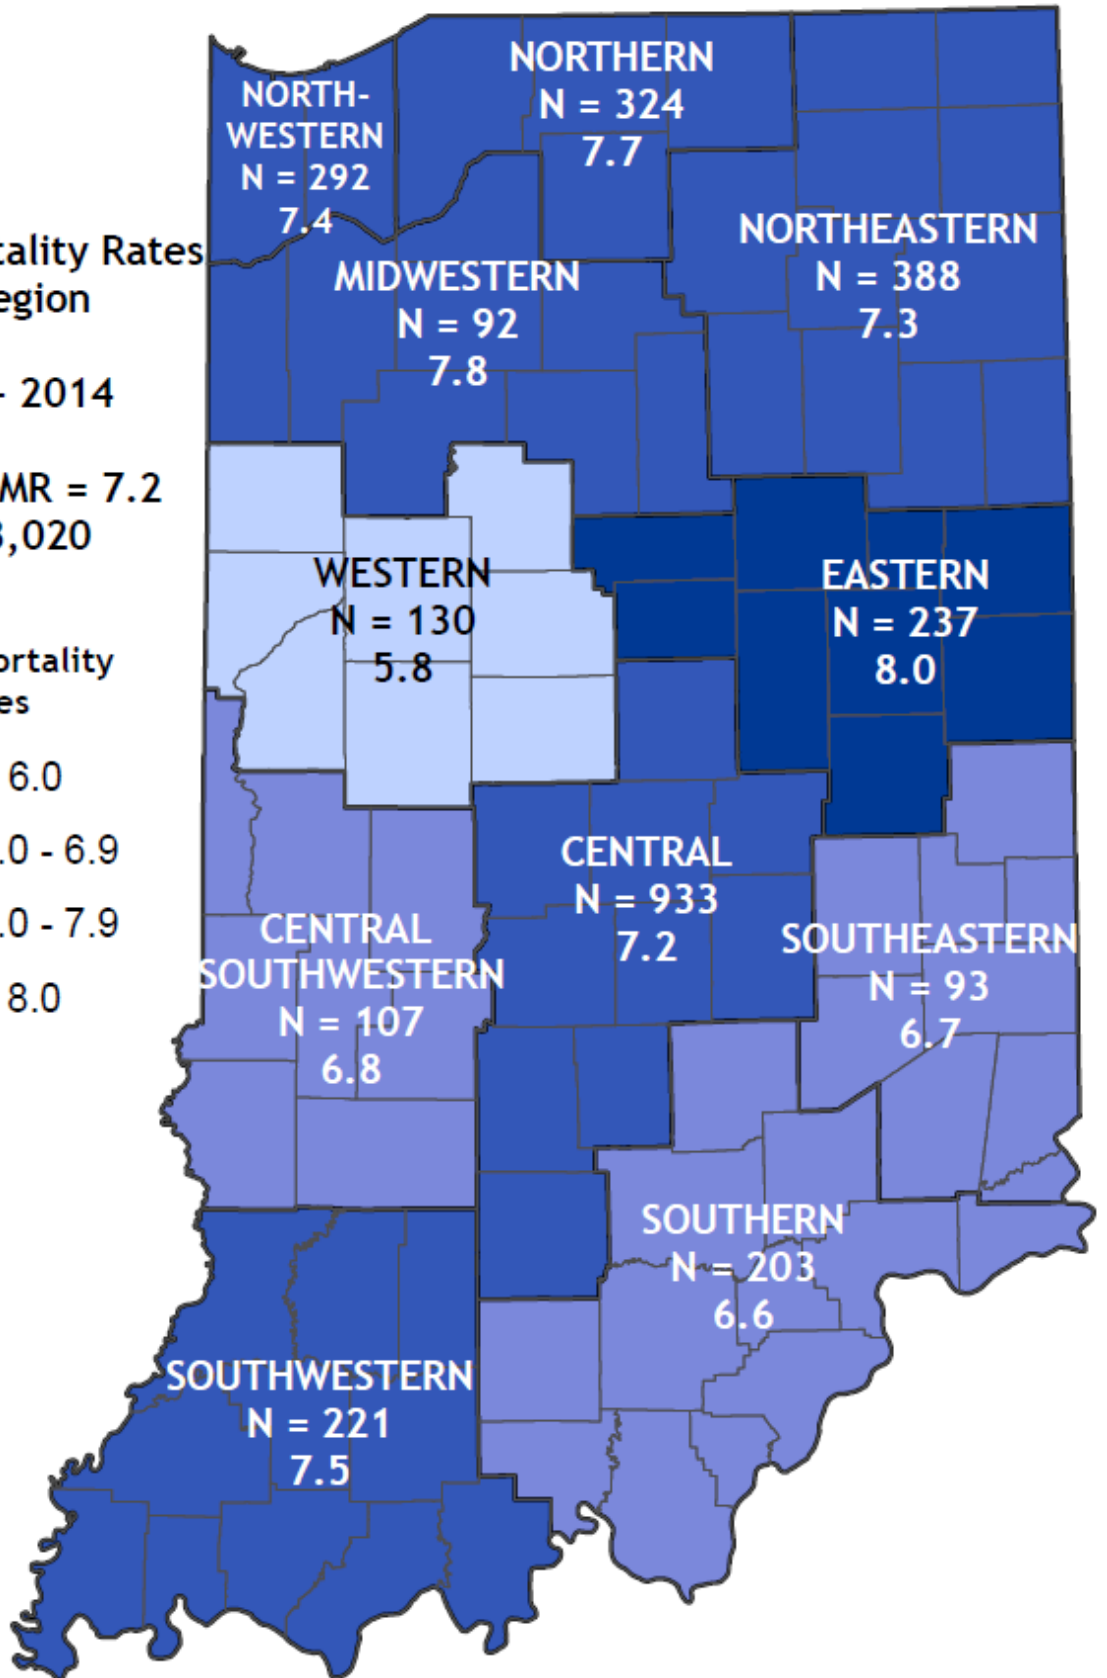 NORTH-
WESTERN
N = 292
7.4
NORTHERN
N = 324
7.7
NORTHEASTERN
N = 388
7.3
MIDWESTERN
N = 92
7.8
tality Rates
egion
- 2014
MR = 7.2
3,020
ortality
es
6.0
.0 - 6.9
.0 - 7.9
8.0
WESTERN
N = 130
5.8
EASTERN
N = 237
8.0
CENTRAL
N = 933
7.2
CENTRAL
SOUTHWESTERN
N = 107
6.8
SOUTHEASTERN
N = 93
6.7
SOUTHERN
N = 203
6.6
SOUTHWESTERN
N = 221
7.5